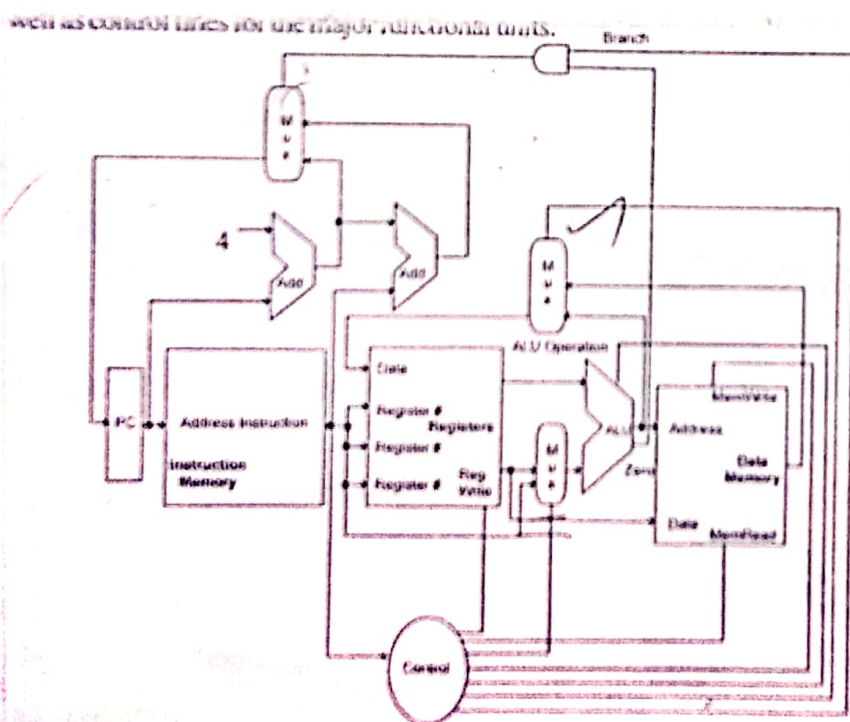 well as control lines for the major functional units.
Branch
M
u
x
4
Add
Add
M
u
x
ALU Operation
Data
Register #
Registers
Register #
Register #
Reg
Write
PC
Address Instruction
Instruction
Memory
M
u
x
ALU
Zero
MemWrite
Address
Data
Memory
Data
MemRead
Control